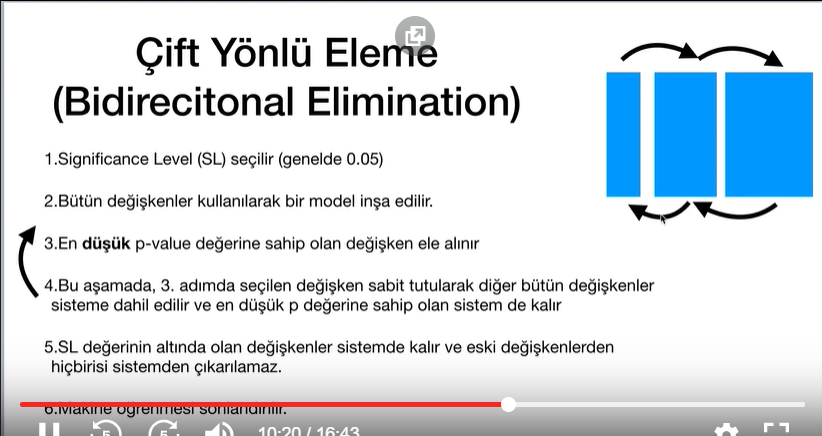 Çift Yönlü Eleme
(Bidirecitonal Elimination)
1.Significance Level (SL) seçilir (genelde 0.05)
2.Bütün değişkenler kullanılarak bir model inşa edilir.
3.En düşük p-value değerine sahip olan değişken ele alınır
4.Bu aşamada, 3. adımda seçilen değişken sabit tutularak diğer bütün değişkenler
sisteme dahil edilir ve en düşük p değerine sahip olan sistem de kalır
5.SL değerinin altında olan değişkenler sistemde kalır ve eski değişkenlerden
hiçbirisi sistemden çıkarılamaz.
6.Makine öğrenmesi sonlandırılır.
5 5 10:20 / 16:43